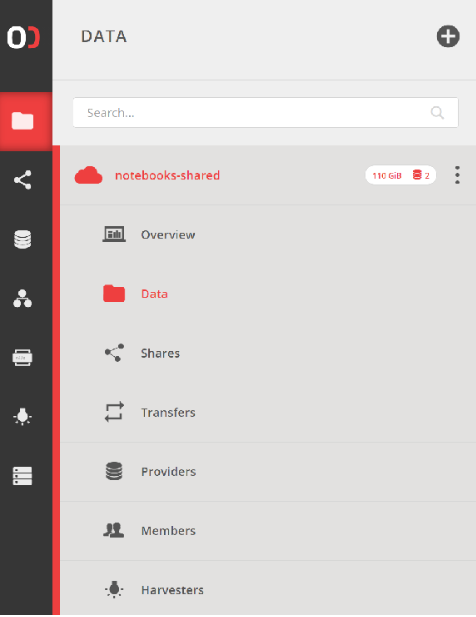 DATA
Search...
notebooks-shared
110 GiB 2
Overview
Data
Shares
Transfers
Providers
Members
Harvesters